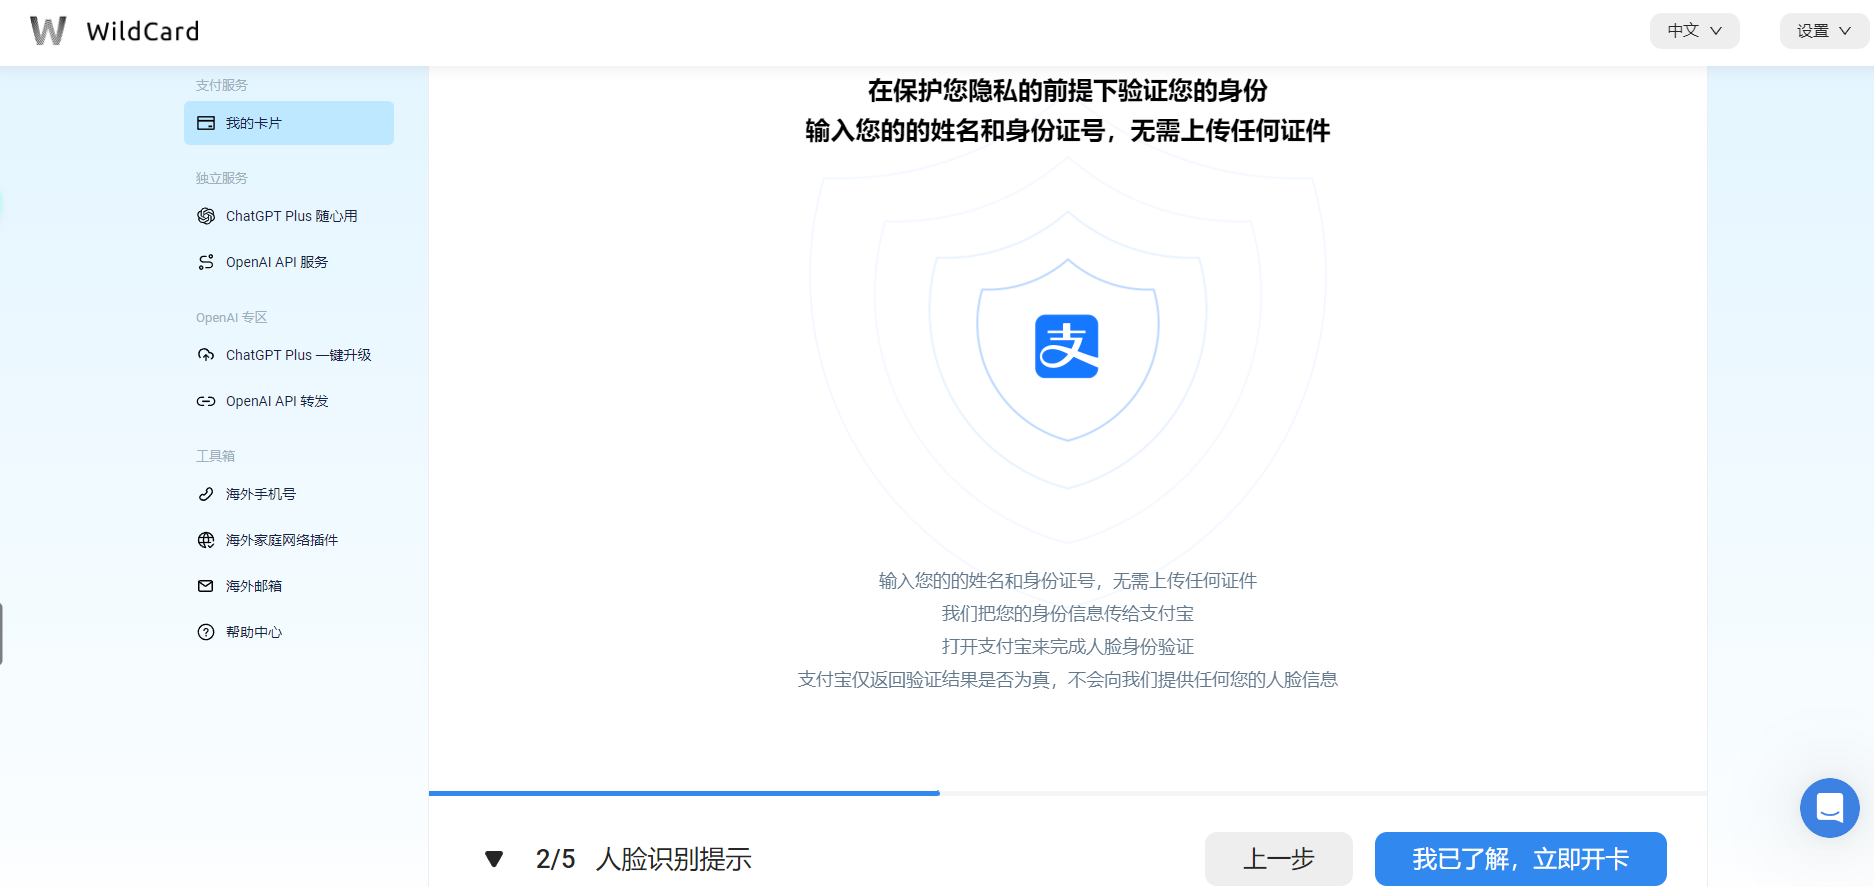 WildCard
中文
设置
支付服务
我的卡片
独立服务
ChatGPT Plus 随心用
OpenAI API 服务
OpenAI 专区
ChatGPT Plus 一键升级
OpenAI API 转发
工具箱
海外手机号
海外家庭网络插件
海外邮箱
帮助中心
在保护您隐私的前提下验证您的身份
输入您的的姓名和身份证号，无需上传任何证件
支
输入您的的姓名和身份证号，无需上传任何证件
我们把您的身份信息传给支付宝
打开支付宝来完成人脸身份验证
支付宝仅返回验证结果是否为真，不会向我们提供任何您的人脸信息
2/5 人脸识别提示
上一步
我已了解，立即开卡